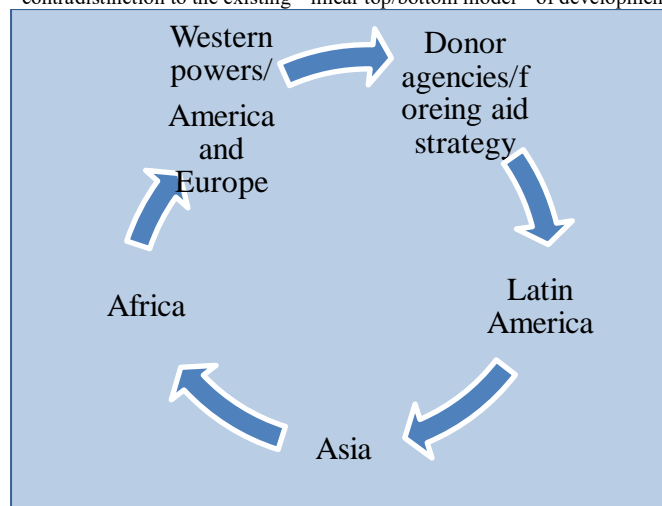 contradistinction to the existing "linear top/bottom model" of development
Western
powers/
America
and
Europe
Donor
agencies/f
oreing aid
strategy
Latin
America
Asia
Africa